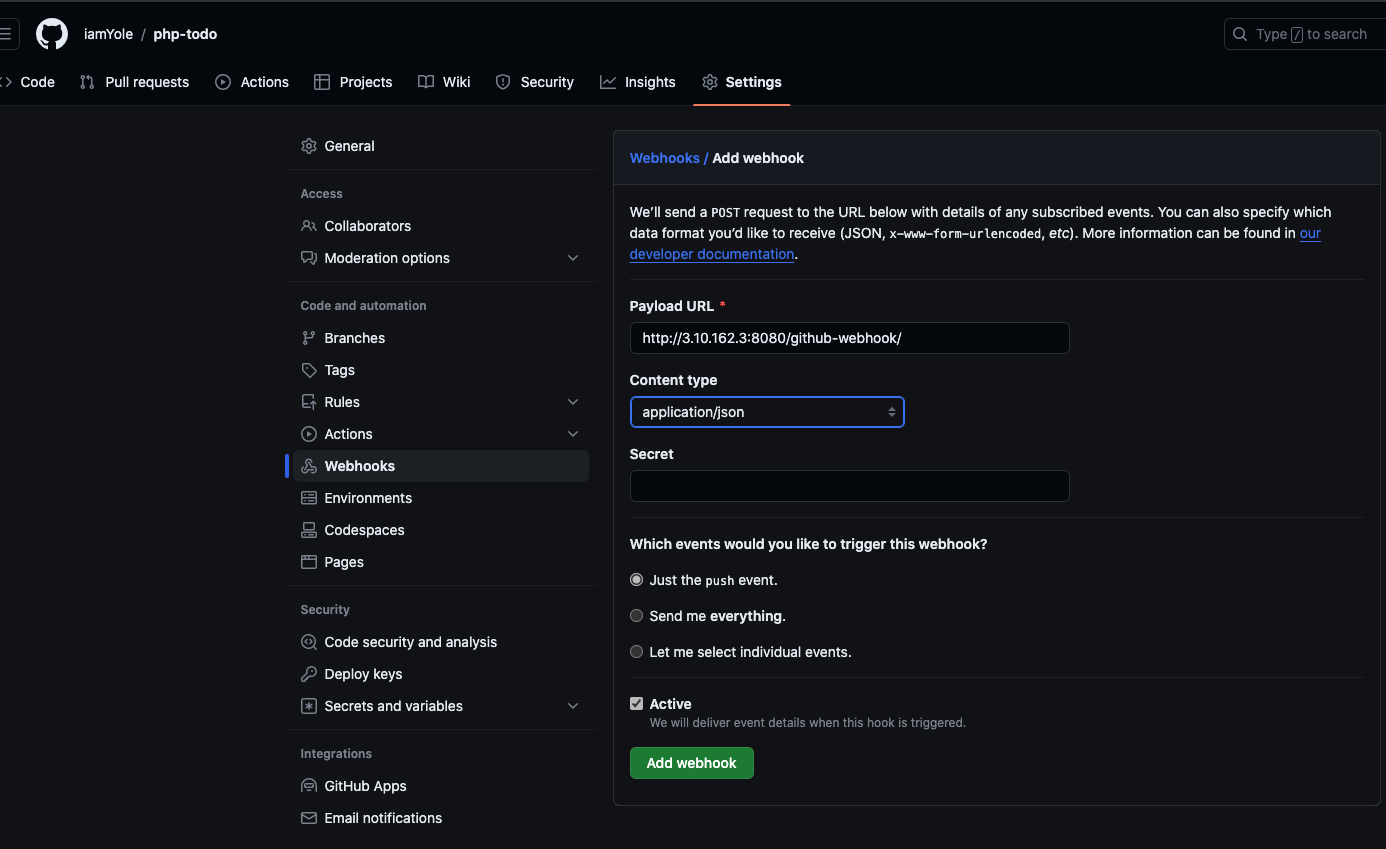 iamYole / php-todo
Type / to search
Code
Pull requests
Actions
Projects
Wiki
Security
Insights
Settings
General
Access
Collaborators
Moderation options
Code and automation
Branches
Tags
Rules
Actions
Webhooks
Environments
Codespaces
Pages
Security
Code security and analysis
Deploy keys
Secrets and variables
Integrations
GitHub Apps
Email notifications
Webhooks / Add webhook
We’ll send a POST request to the URL below with details of any subscribed events. You can also specify which
data format you’d like to receive (JSON, x-www-form-urlencoded, etc). More information can be found in our
developer documentation.
Payload URL *
http://3.10.162.3:8080/github-webhook/
Content type
application/json
Secret
Which events would you like to trigger this webhook?
Just the push event.
Send me everything.
Let me select individual events.
Active
We will deliver event details when this hook is triggered.
Add webhook